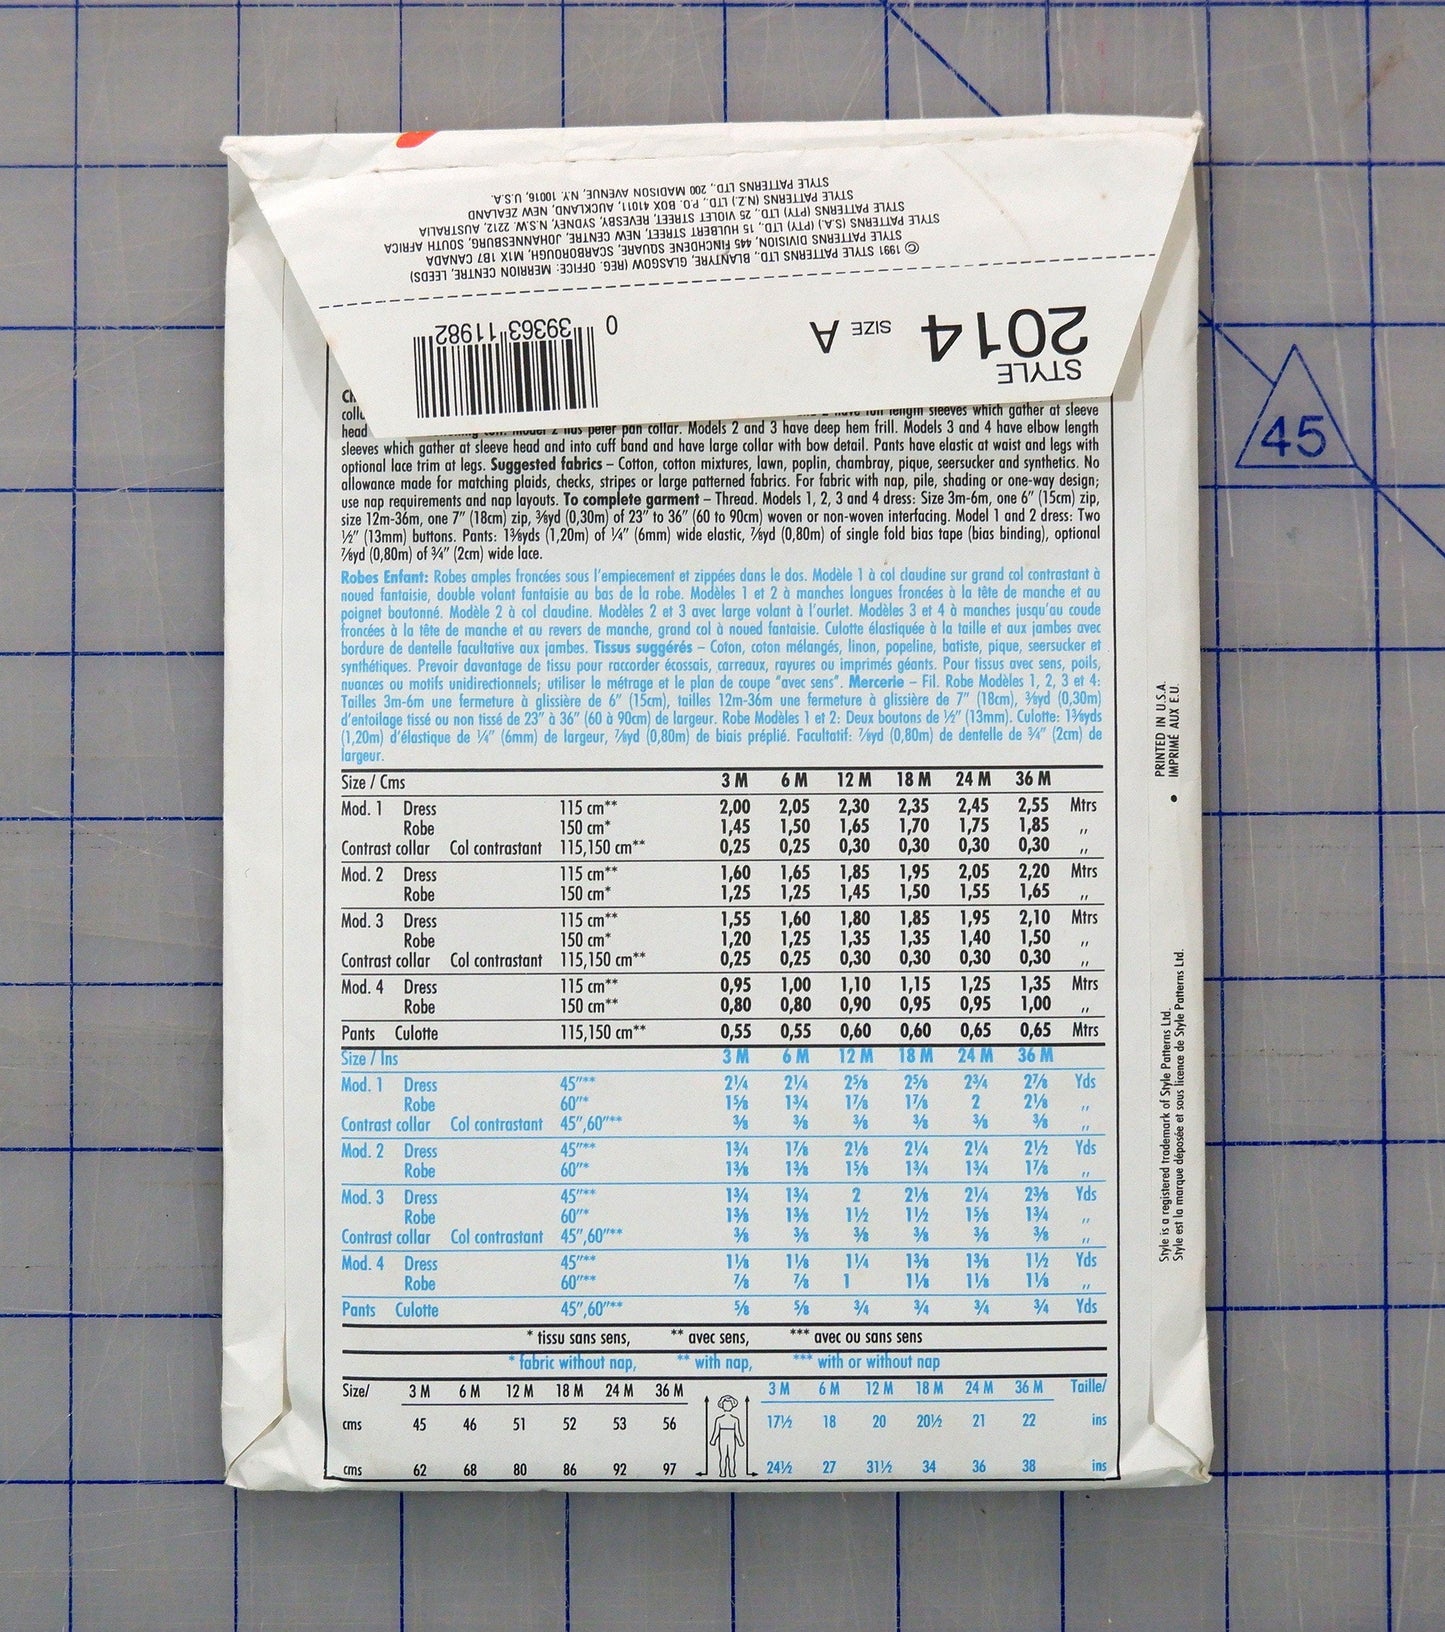 STYLE PATTERNS LTD., 200 MADISON AVENUE, N.Y. 10016, U.S.A.
STYLE PATTERNS (N.Z.) LTD., P.O. BOX 41011, AUCKLAND, NEW ZEALAND
STYLE PATTERNS (PTY) LTD., 25 VIOLET STREET, REVESBY, SYDNEY, N.S.W. 2212, AUSTRALIA
STYLE PATTERNS (S.A.) (PTY) LTD., 15 HULBERT STREET, NEW CENTRE, JOHANNESBURG, SOUTH AFRICA
STYLE PATTERNS DIVISION, 445 FINCHDENE SQUARE, SCARBOROUGH, M1X 1B7 CANADA
© 1991 STYLE PATTERNS LTD., BLANTYRE, GLASGOW (REG. OFFICE: MERRION CENTRE, LEEDS)
0 39363 11982
STYLE
2014 SIZE A
have full length sleeves which gather at sleeve
head Model 2 has peter pan collar. Models 2 and 3 have deep hem frill. Models 3 and 4 have elbow length
sleeves which gather at sleeve head and into cuff band and have large collar with bow detail. Pants have elastic at waist and legs with
optional lace trim at legs. Suggested fabrics – Cotton, cotton mixtures, lawn, poplin, chambray, pique, seersucker and synthetics. No
allowance made for matching plaids, checks, stripes or large patterned fabrics. For fabric with nap, pile, shading or one-way design;
use nap requirements and nap layouts. To complete garment – Thread. Models 1, 2, 3 and 4 dress: Size 3m-6m, one 6" (15cm) zip,
size 12m-36m, one 7" (18cm) zip, ⅜yd (0,30m) of 23" to 36" (60 to 90cm) woven or non-woven interfacing. Model 1 and 2 dress: Two
½" (13mm) buttons. Pants: 1⅜yds (1,20m) of ¼" (6mm) wide elastic, ⅞yd (0,80m) of single fold bias tape (bias binding), optional
⅞yd (0,80m) of ¾" (2cm) wide lace.
Robes Enfant: Robes amples froncées sous l'empiecement et zippées dans le dos. Modèle 1 à col claudine sur grand col contrastant à
noued fantaisie, double volant fantaisie au bas de la robe. Modèles 1 et 2 à manches longues froncées à la tête de manche et au
poignet boutonné. Modèle 2 à col claudine. Modèles 2 et 3 avec large volant à l'ourlet. Modèles 3 et 4 à manches jusqu'au coude
froncées à la tête de manche et au revers de manche, grand col à noued fantaisie. Culotte élastiquée à la taille et aux jambes avec
bordure de dentelle facultative aux jambes. Tissus suggérés – Coton, coton mélangés, linon, popeline, batiste, pique, seersucker et
synthétiques. Prevoir davantage de tissu pour raccorder écossais, carreaux, rayures ou imprimés géants. Pour tissus avec sens, poils,
nuances ou motifs unidirectionnels; utiliser le métrage et le plan de coupe "avec sens". Mercerie – Fil. Robe Modèles 1, 2, 3 et 4:
Tailles 3m-6m une fermeture à glissière de 6" (15cm), tailles 12m-36m une fermeture à glissière de 7" (18cm), ⅜yd (0,30m)
d'entoilage tissé ou non tissé de 23" à 36" (60 à 90cm) de largeur. Robe Modèles 1 et 2: Deux boutons de ½" (13mm). Culotte: 1⅜yds
(1,20m) d'élastique de ¼" (6mm) de largeur, ⅞yd (0,80m) de biais préplié. Facultatif: ⅞yd (0,80m) de dentelle de ¾" (2cm) de
largeur.
Size / Cms 3 M 6 M 12 M 18 M 24 M 36 M
Mod. 1 Dress 115 cm** 2,00 2,05 2,30 2,35 2,45 2,55 Mtrs
Robe 150 cm* 1,45 1,50 1,65 1,70 1,75 1,85 ,,
Contrast collar Col contrastant 115,150 cm** 0,25 0,25 0,30 0,30 0,30 0,30 ,,
Mod. 2 Dress 115 cm** 1,60 1,65 1,85 1,95 2,05 2,20 Mtrs
Robe 150 cm* 1,25 1,25 1,45 1,50 1,55 1,65 ,,
Mod. 3 Dress 115 cm** 1,55 1,60 1,80 1,85 1,95 2,10 Mtrs
Robe 150 cm* 1,20 1,25 1,35 1,35 1,40 1,50 ,,
Contrast collar Col contrastant 115,150 cm** 0,25 0,25 0,30 0,30 0,30 0,30 ,,
Mod. 4 Dress 115 cm** 0,95 1,00 1,10 1,15 1,25 1,35 Mtrs
Robe 150 cm** 0,80 0,80 0,90 0,95 0,95 1,00 ,,
Pants Culotte 115,150 cm** 0,55 0,55 0,60 0,60 0,65 0,65 Mtrs
Size / Ins 3 M 6 M 12 M 18 M 24 M 36 M
Mod. 1 Dress 45"** 2¼ 2¼ 2⅝ 2⅝ 2¾ 2⅞ Yds
Robe 60"* 1⅝ 1¾ 1⅞ 1⅞ 2 2⅛ ,,
Contrast collar Col contrastant 45",60"** ⅜ ⅜ ⅜ ⅜ ⅜ ⅜ ,,
Mod. 2 Dress 45"** 1¾ 1⅞ 2⅛ 2¼ 2¼ 2½ Yds
Robe 60"* 1⅜ 1⅜ 1⅝ 1¾ 1¾ 1⅞ ,,
Mod. 3 Dress 45"** 1¾ 1¾ 2 2⅛ 2¼ 2⅜ Yds
Robe 60"* 1⅜ 1⅜ 1½ 1½ 1⅝ 1¾ ,,
Contrast collar Col contrastant 45",60"** ⅜ ⅜ ⅜ ⅜ ⅜ ⅜ ,,
Mod. 4 Dress 45"** 1⅛ 1⅛ 1¼ 1⅜ 1⅜ 1½ Yds
Robe 60"** ⅞ ⅞ 1 1⅛ 1⅛ 1⅛ ,,
Pants Culotte 45",60"** ⅝ ⅝ ¾ ¾ ¾ ¾ Yds
* tissu sans sens, ** avec sens, *** avec ou sans sens
* fabric without nap, ** with nap, *** with or without nap
Size/ 3 M 6 M 12 M 18 M 24 M 36 M 3 M 6 M 12 M 18 M 24 M 36 M Taille/
cms 45 46 51 52 53 56 17½ 18 20 20½ 21 22 ins
cms 62 68 80 86 92 97 24½ 27 31½ 34 36 38 ins
Style is a registered trademark of Style Patterns Ltd. • PRINTED IN U.S.A.
Style est la marque déposée et sous licence de Style Patterns Ltd. IMPRIMÉ AUX E.U.
45